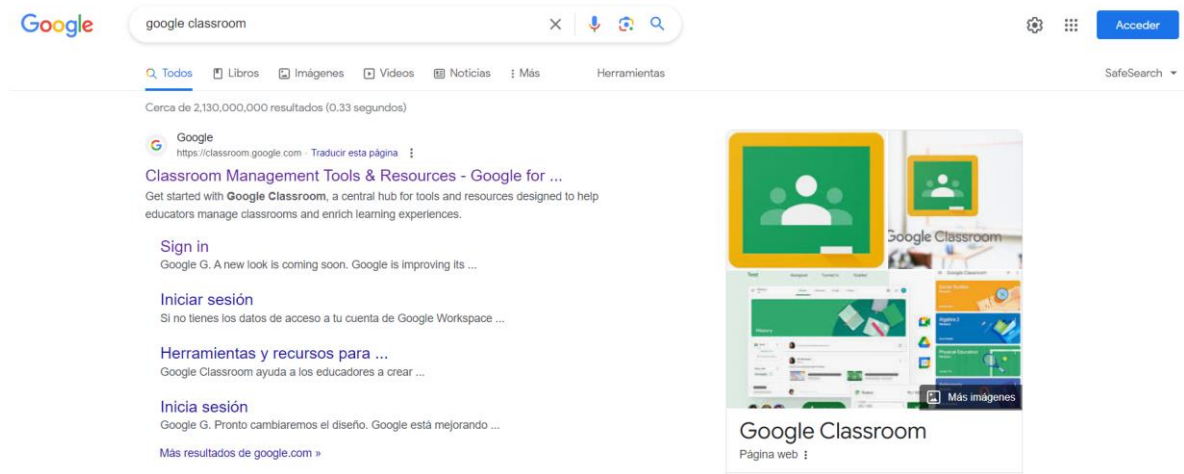 Google
google classroom
Acceder
Todos
Libros
Imágenes
Videos
Noticias
Más
Herramientas
SafeSearch
Cerca de 2,130,000,000 resultados (0.33 segundos)
Google
https://classroom.google.com · Traducir esta página
Classroom Management Tools & Resources - Google for ...
Get started with Google Classroom, a central hub for tools and resources designed to help
educators manage classrooms and enrich learning experiences.
Sign in
Google G. A new look is coming soon. Google is improving its ...
Iniciar sesión
Si no tienes los datos de acceso a tu cuenta de Google Workspace ...
Herramientas y recursos para ...
Google Classroom ayuda a los educadores a crear ...
Inicia sesión
Google G. Pronto cambiaremos el diseño. Google está mejorando ...
Más resultados de google.com »
Google Classroom
Más imágenes
Google Classroom
Página web